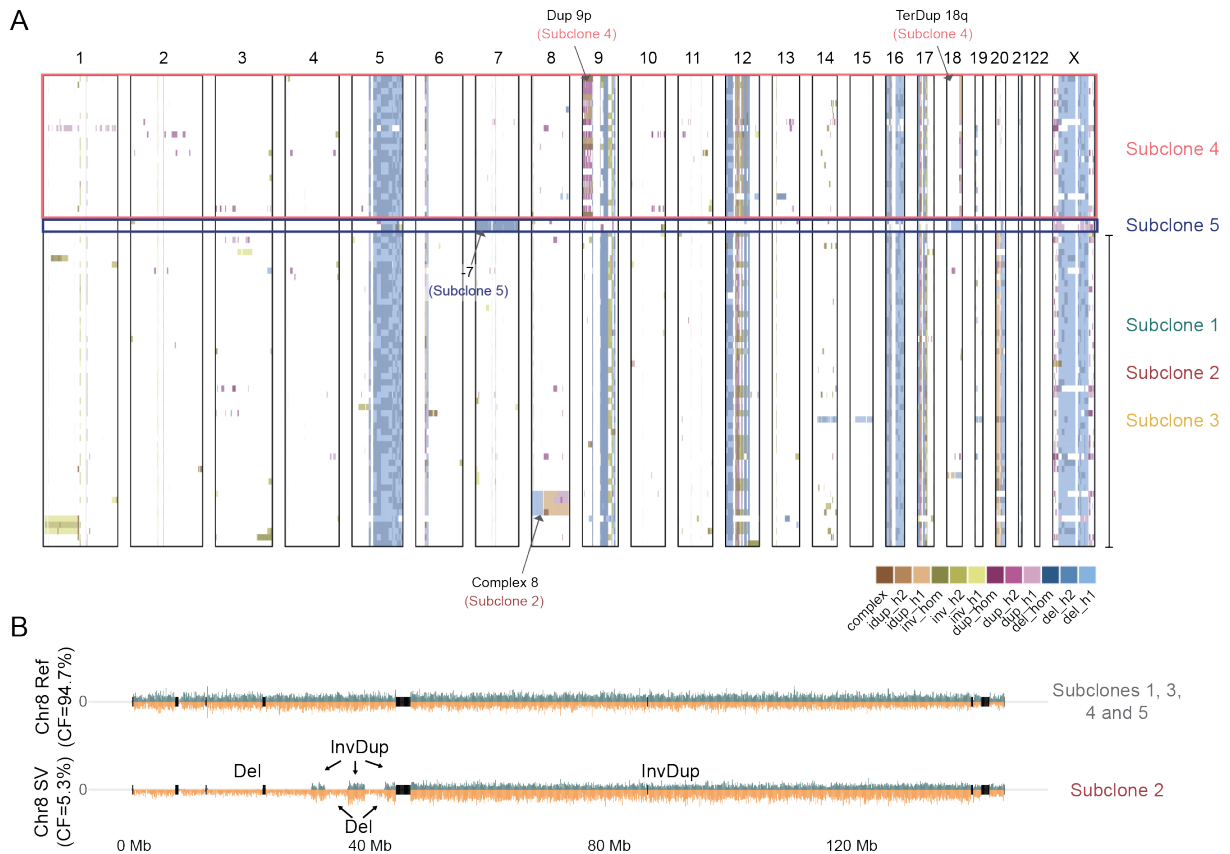 A
Dup 9p
(Subclone 4)
TerDup 18q
(Subclone 4)
1 2 3 4 5 6 7 8 9 10 11 12 13 14 15 16 17 18 19 20 21 22 X
Subclone 4
Subclone 5
-7
(Subclone 5)
Subclone 1
Subclone 2
Subclone 3
Complex 8
(Subclone 2)
complex
idup_h2
idup_h1
inv_hom
inv_h2
inv_h1
dup_hom
dup_h2
dup_h1
del_hom
del_h2
del_h1
B
Chr8 Ref
(CF=94.7%)
0
Subclones 1, 3,
4 and 5
Chr8 SV
(CF=5.3%)
0
Del
InvDup
InvDup
Del
Subclone 2
0 Mb 40 Mb 80 Mb 120 Mb